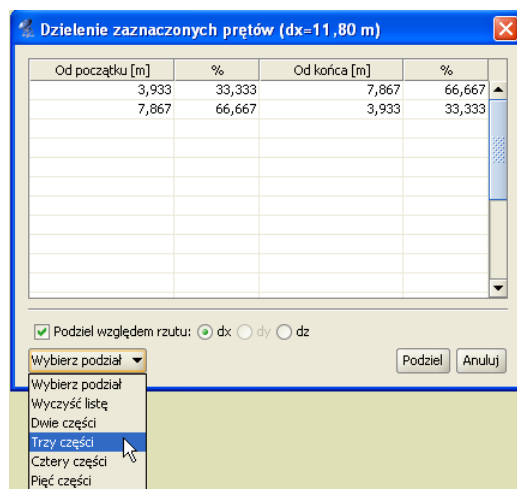 Dzielenie zaznaczonych prętów (dx=11,80 m)
Od początku [m] % Od końca [m] %
3,933 33,333 7,867 66,667
7,867 66,667 3,933 33,333
Podziel względem rzutu: dx dy dz
Wybierz podział Podziel Anuluj
Wybierz podział
Wyczyść listę
Dwie części
Trzy części
Cztery części
Pięć części